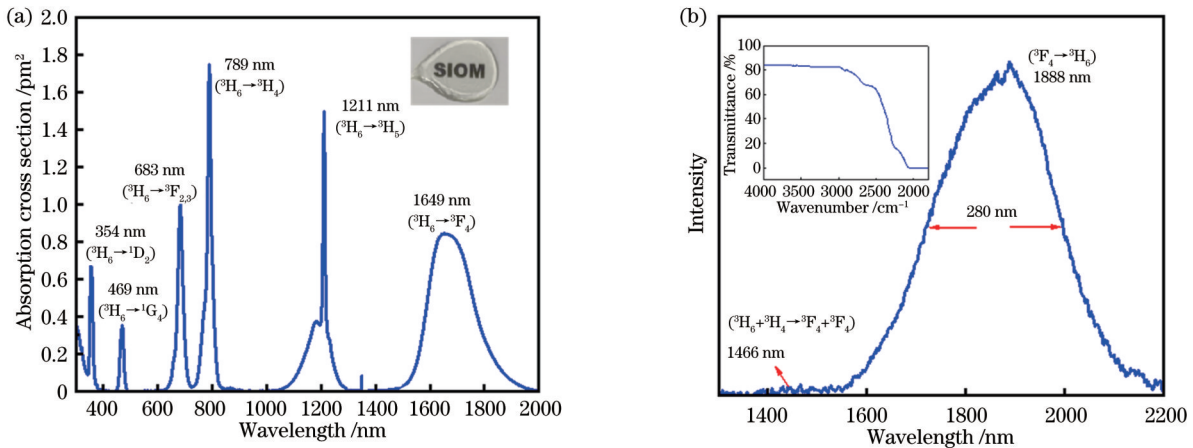 (a)
2.0
1.8
1.6
1.4
1.2
1.0
0.8
0.6
0.4
0.2
0
Absorption cross section /pm²
400 600 800 1000 1200 1400 1600 1800 2000
Wavelength /nm
354 nm
(³H₆→¹D₂)
469 nm
(³H₆→¹G₄)
683 nm
(³H₆→³F₂,₃)
789 nm
(³H₆→³H₄)
1211 nm
(³H₆→³H₅)
1649 nm
(³H₆→³F₄)
SIOM
(b)
Intensity
1400 1600 1800 2000 2200
Wavelength /nm
(³F₄→³H₆)
1888 nm
280 nm
(³H₆+³H₄→³F₄+³F₄)
1466 nm
Transmittance /%
100
80
60
40
20
0
4000 3500 3000 2500 2000
Wavenumber /cm⁻¹